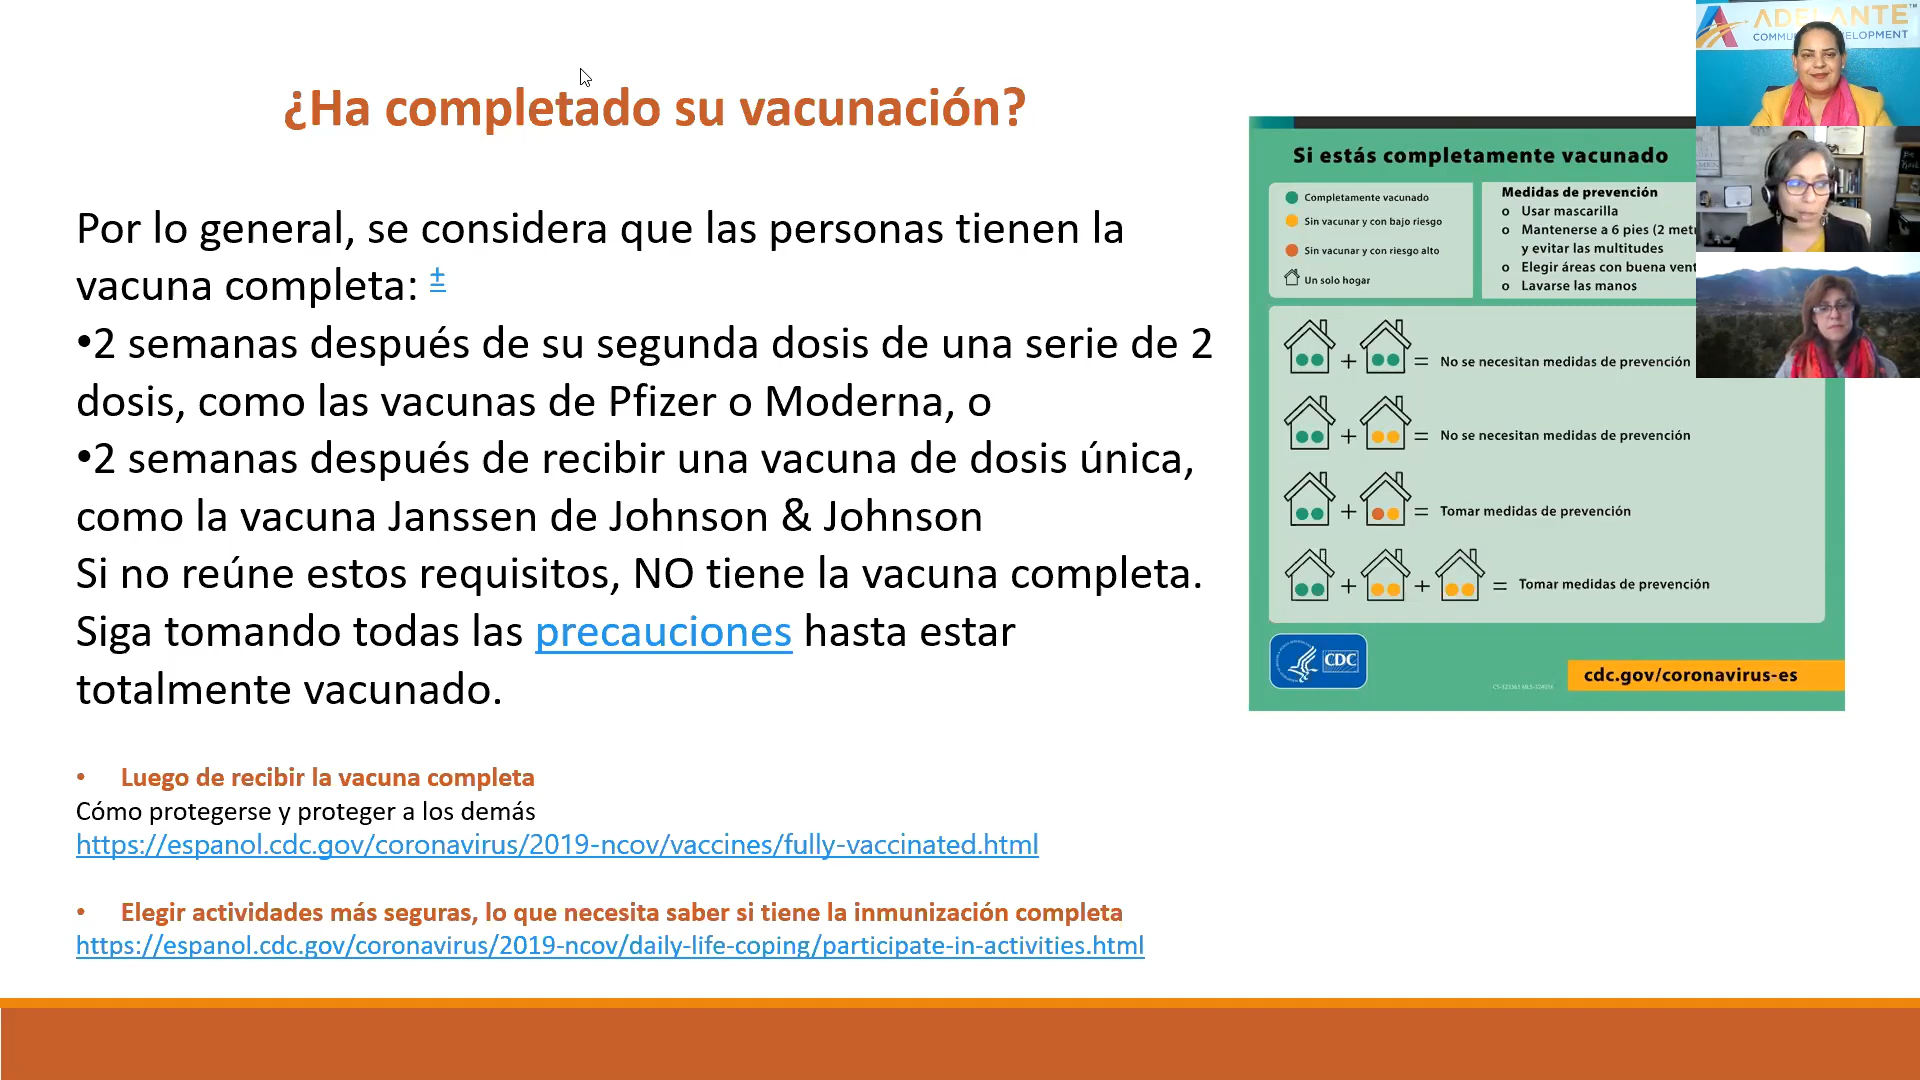 ¿Ha completado su vacunación?
Por lo general, se considera que las personas tienen la
vacuna completa: ±
•2 semanas después de su segunda dosis de una serie de 2
dosis, como las vacunas de Pfizer o Moderna, o
•2 semanas después de recibir una vacuna de dosis única,
como la vacuna Janssen de Johnson & Johnson
Si no reúne estos requisitos, NO tiene la vacuna completa.
Siga tomando todas las precauciones hasta estar
totalmente vacunado.
• Luego de recibir la vacuna completa
Cómo protegerse y proteger a los demás
https://espanol.cdc.gov/coronavirus/2019-ncov/vaccines/fully-vaccinated.html
• Elegir actividades más seguras, lo que necesita saber si tiene la inmunización completa
https://espanol.cdc.gov/coronavirus/2019-ncov/daily-life-coping/participate-in-activities.html
Si estás completamente vacunado
Completamente vacunado
Sin vacunar y con bajo riesgo
Sin vacunar y con riesgo alto
Un solo hogar
Medidas de prevención
o Usar mascarilla
o Mantenerse a 6 pies (2
y evitar las multitudes
o Elegir áreas con buena
o Lavarse las manos
+ = No se necesitan medidas de prevención
+ = No se necesitan medidas de prevención
+ = Tomar medidas de prevención
+ + = Tomar medidas de prevención
CDC
cdc.gov/coronavirus-es
ADELANTE